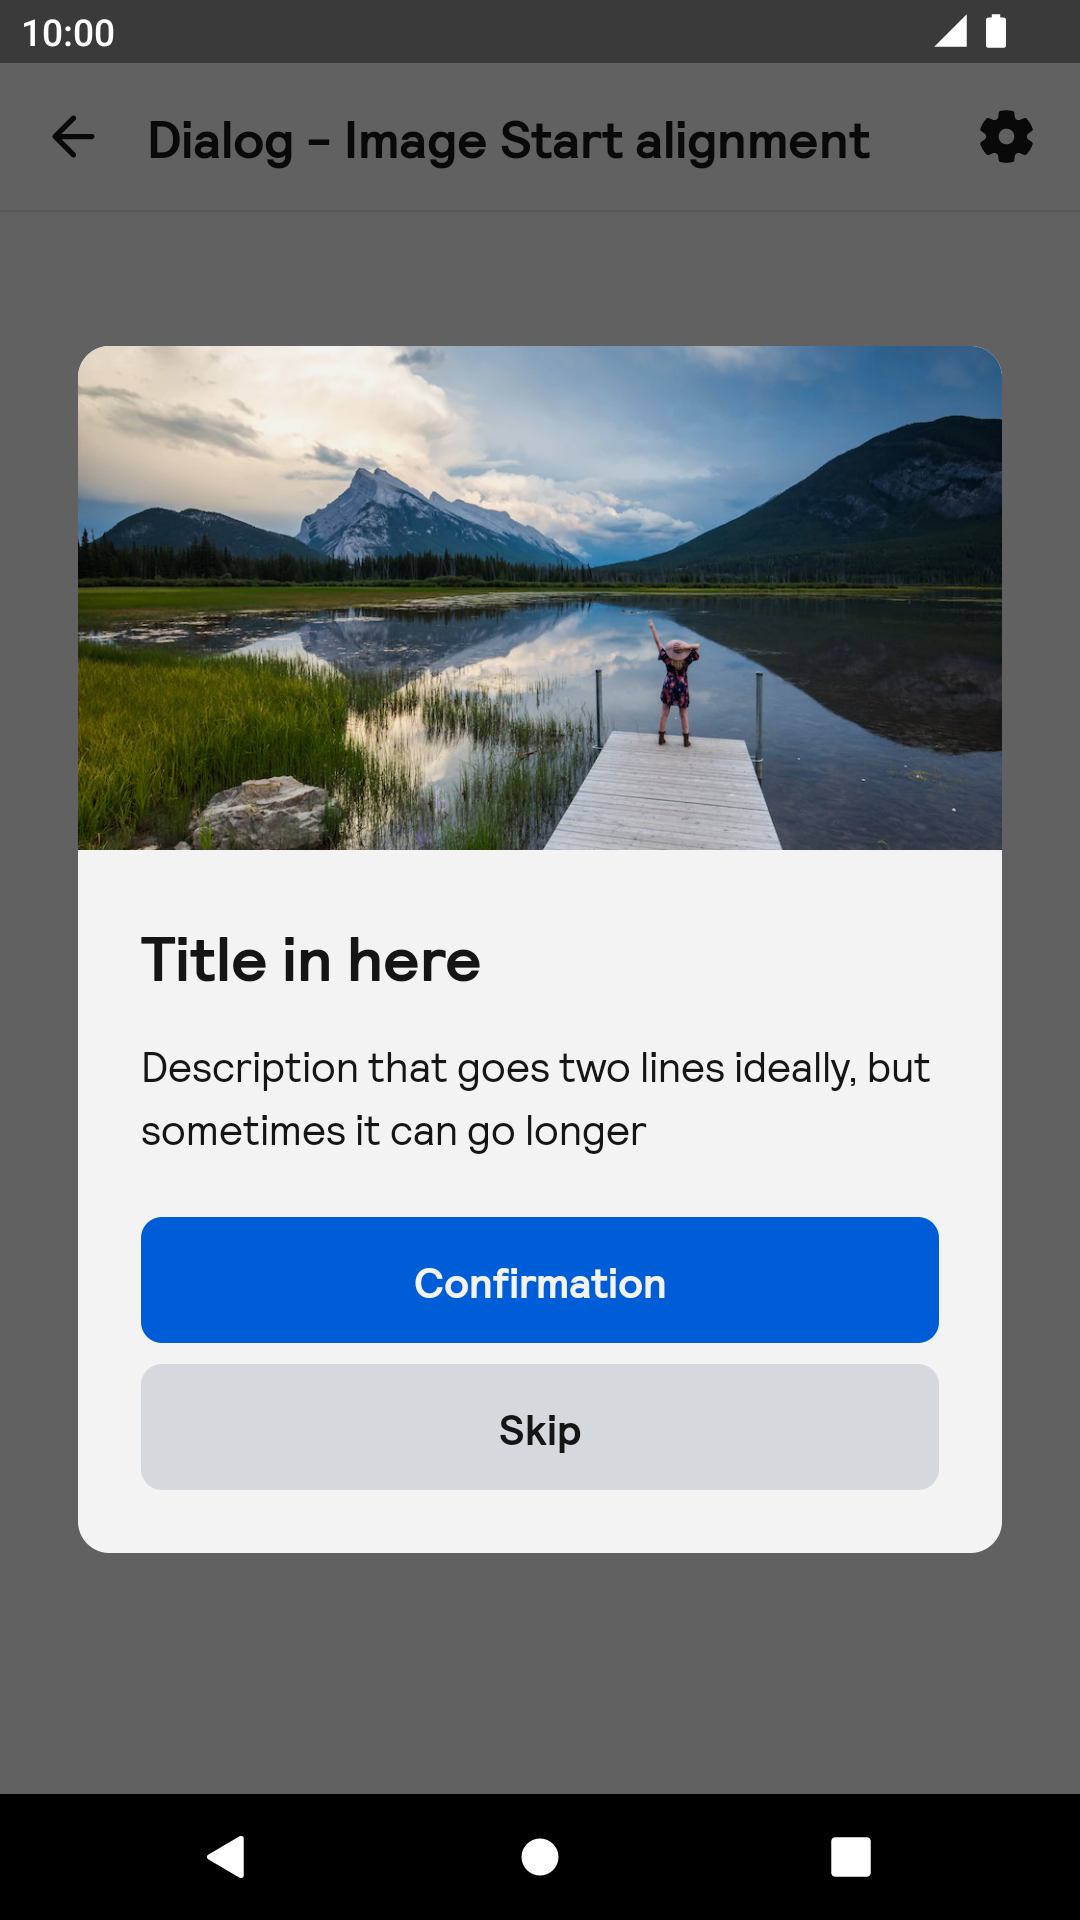 10:00
Dialog - Image Start alignment
Title in here
Description that goes two lines ideally, but
sometimes it can go longer
Confirmation
Skip